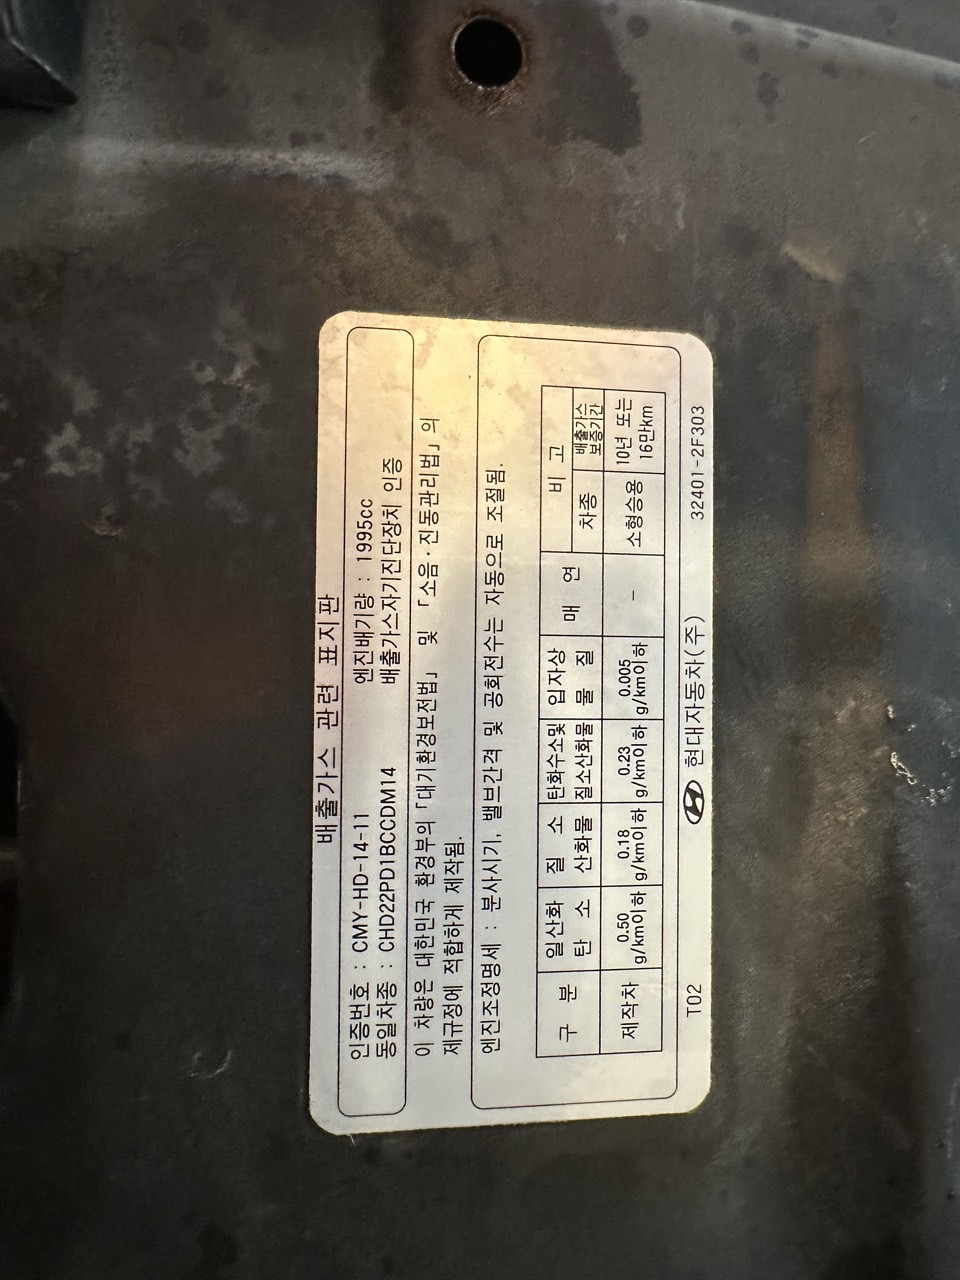 배출가스 관련 표지판
인증번호 : CMY-HD-14-11 엔진배기량 : 1995cc
동일차종 : CHD22PD1BCCDM14 배출가스자기진단장치 인증
이 차량은 대한민국 환경부의 「대기환경보전법」 및 「소음·진동관리법」의
제규정에 적합하게 제작됨.
엔진조정명세 : 분사시기, 밸브간격 및 공회전수는 자동으로 조절됨.
구 분 일산화탄 소 질 소산화물 탄화수소및질소산화물 입자상물 질 매 연 비 고
차종 배출가스보증기간
제작차 0.50g/km이하 0.18g/km이하 0.23g/km이하 0.005g/km이하 - 소형승용 10년 또는16만km
T02 현대자동차(주) 32401-2F303